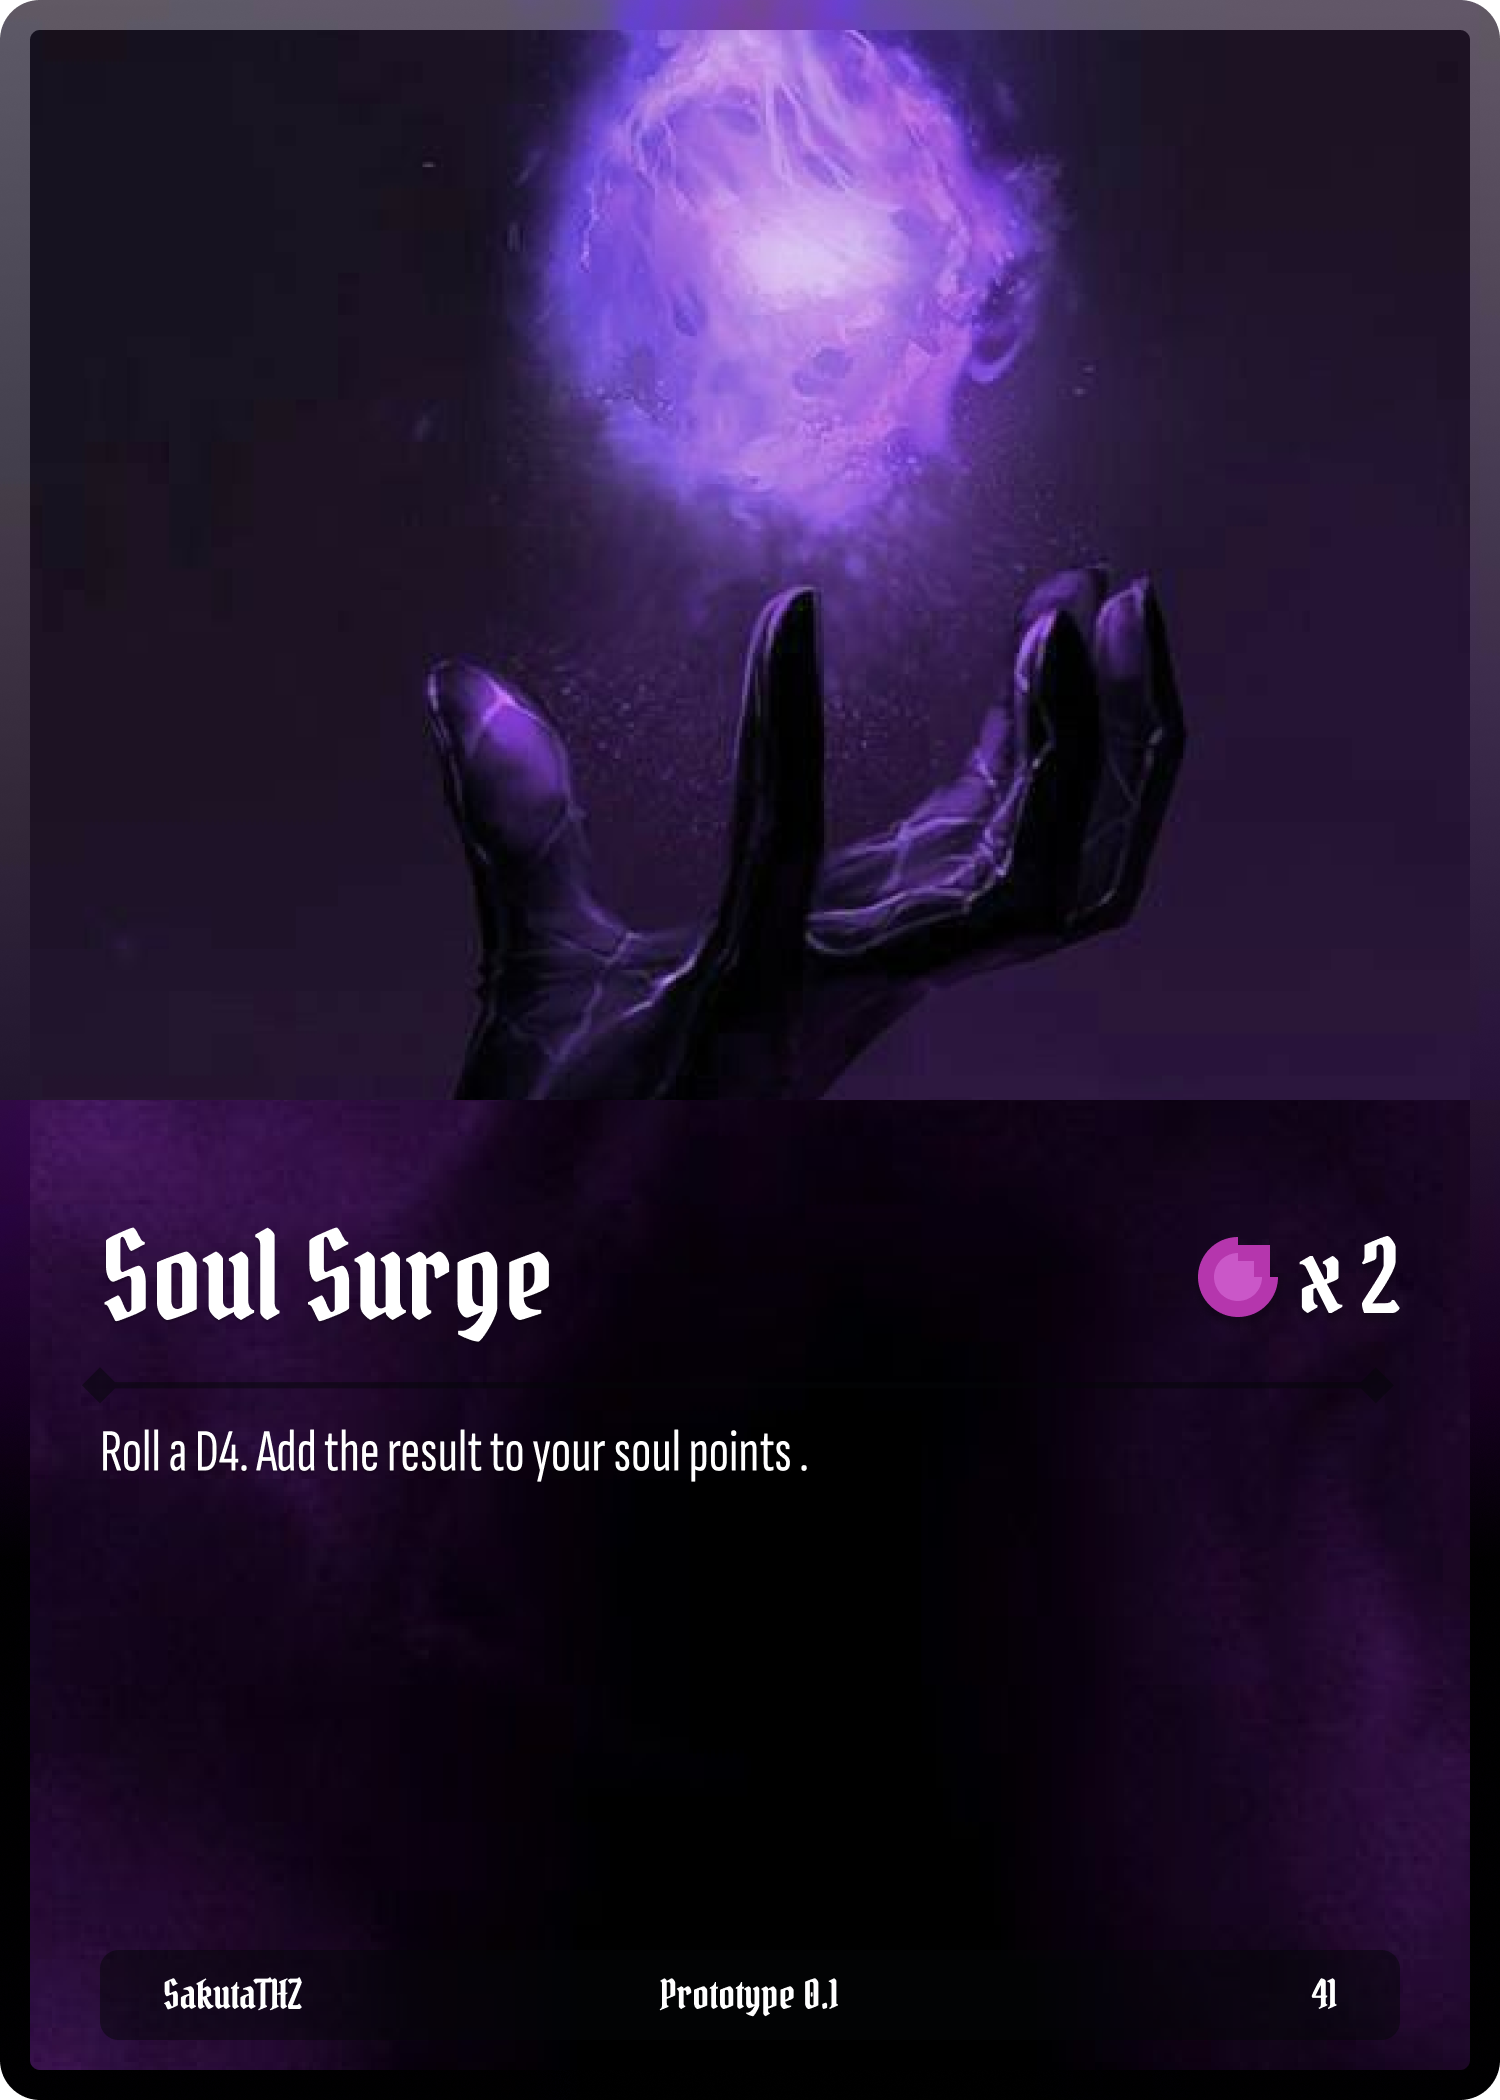 Soul Surge x 2
Roll a D4. Add the result to your soul points .
SakutaTHZ Prototype 0.1 41